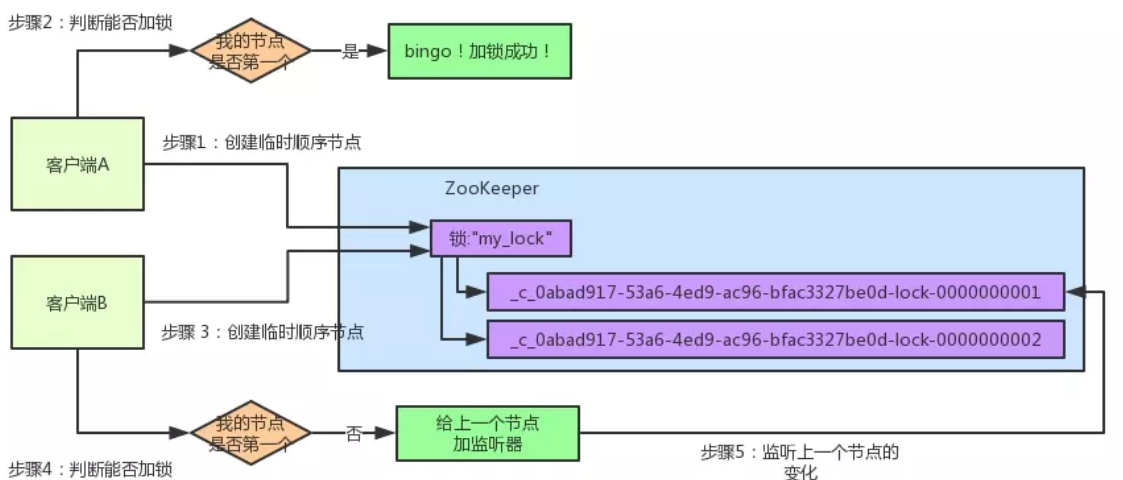 步骤2：判断能否加锁
我的节点
是否第一个
是
bingo！加锁成功！
步骤1：创建临时顺序节点
客户端A
ZooKeeper
锁:"my_lock"
客户端B
_c_0abad917-53a6-4ed9-ac96-bfac3327be0d-lock-0000000001
步骤 3：创建临时顺序节点
_c_0abad917-53a6-4ed9-ac96-bfac3327be0d-lock-0000000002
我的节点
是否第一个
否
给上一个节点
加监听器
步骤4：判断能否加锁
步骤5：监听上一个节点的
变化